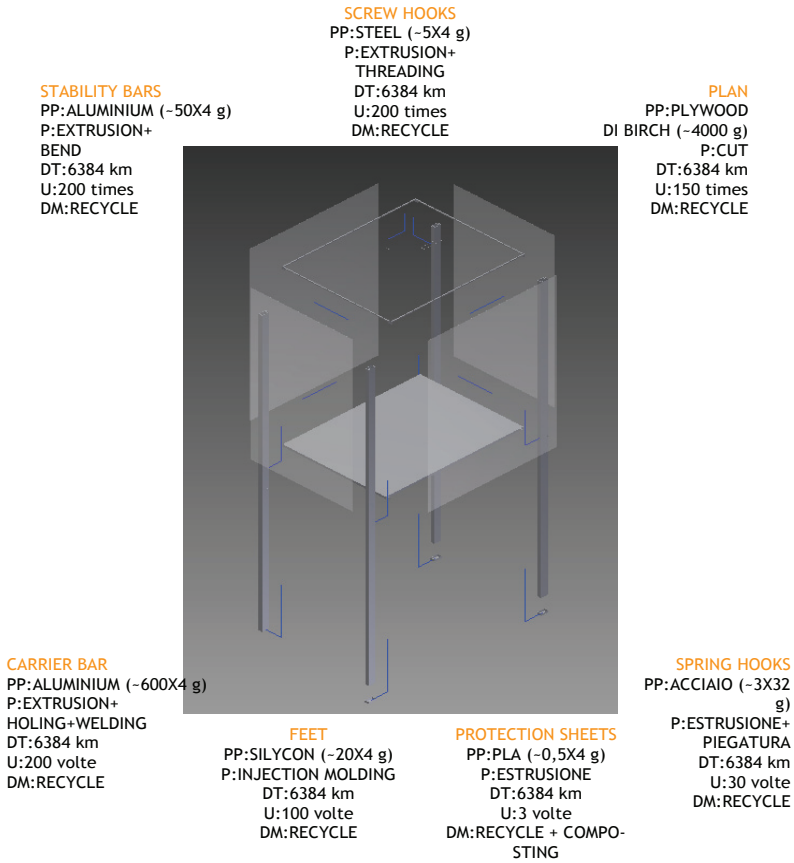 SCREW HOOKS
PP:STEEL (~5X4 g)
P:EXTRUSION+
THREADING
DT:6384 km
U:200 times
DM:RECYCLE
STABILITY BARS
PP:ALUMINIUM (~50X4 g)
P:EXTRUSION+
BEND
DT:6384 km
U:200 times
DM:RECYCLE
PLAN
PP:PLYWOOD
DI BIRCH (~4000 g)
P:CUT
DT:6384 km
U:150 times
DM:RECYCLE
CARRIER BAR
PP:ALUMINIUM (~600X4 g)
P:EXTRUSION+
HOLING+WELDING
DT:6384 km
U:200 volte
DM:RECYCLE
FEET
PP:SILYCON (~20X4 g)
P:INJECTION MOLDING
DT:6384 km
U:100 volte
DM:RECYCLE
PROTECTION SHEETS
PP:PLA (~0,5X4 g)
P:ESTRUSIONE
DT:6384 km
U:3 volte
DM:RECYCLE + COMPO-
STING
SPRING HOOKS
PP:ACCIAIO (~3X32
g)
P:ESTRUSIONE+
PIEGATURA
DT:6384 km
U:30 volte
DM:RECYCLE